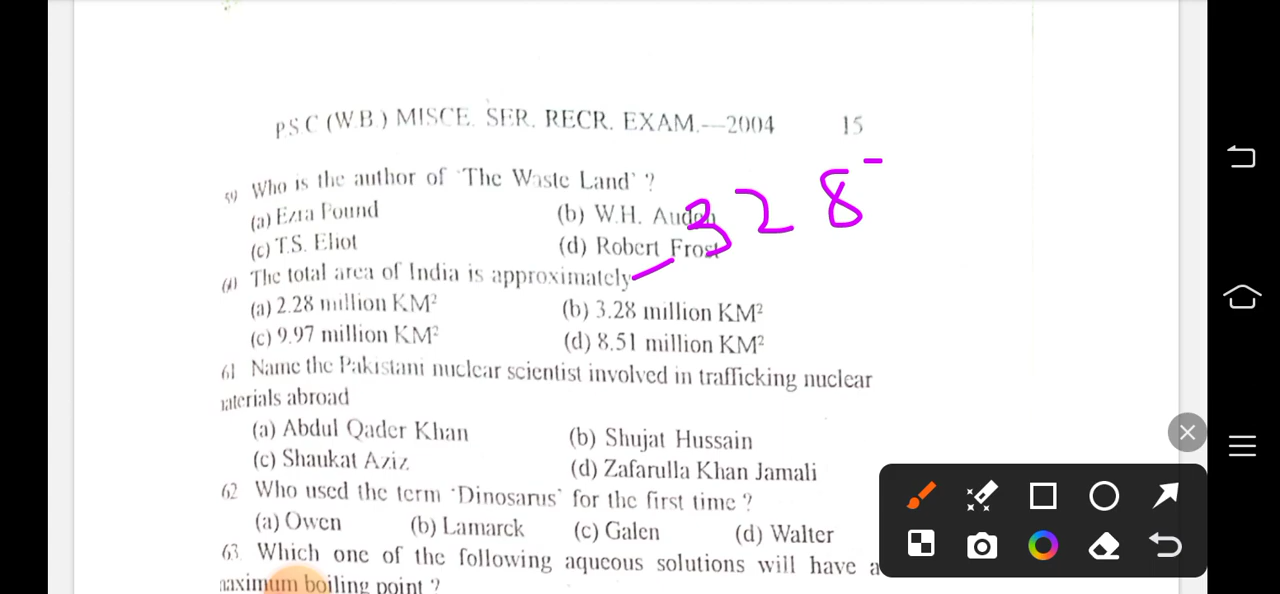 P.S.C (W.B.) MISCE. SER. RECR. EXAM.—2004 15
59 Who is the author of 'The Waste Land' ?
(a) Ezra Pound (b) W.H. Auden
(c) T.S. Eliot (d) Robert Frost
328
The total area of India is approximately
(a) 2.28 million KM² (b) 3.28 million KM²
(c) 9.97 million KM² (d) 8.51 million KM²
61 Name the Pakistani nuclear scientist involved in trafficking nuclear
materials abroad
(a) Abdul Qader Khan (b) Shujat Hussain
(c) Shaukat Aziz (d) Zafarulla Khan Jamali
62 Who used the term 'Dinosarus' for the first time ?
(a) Owen (b) Lamarck (c) Galen (d) Walter
63. Which one of the following aqueous solutions will have a
maximum boiling point ?